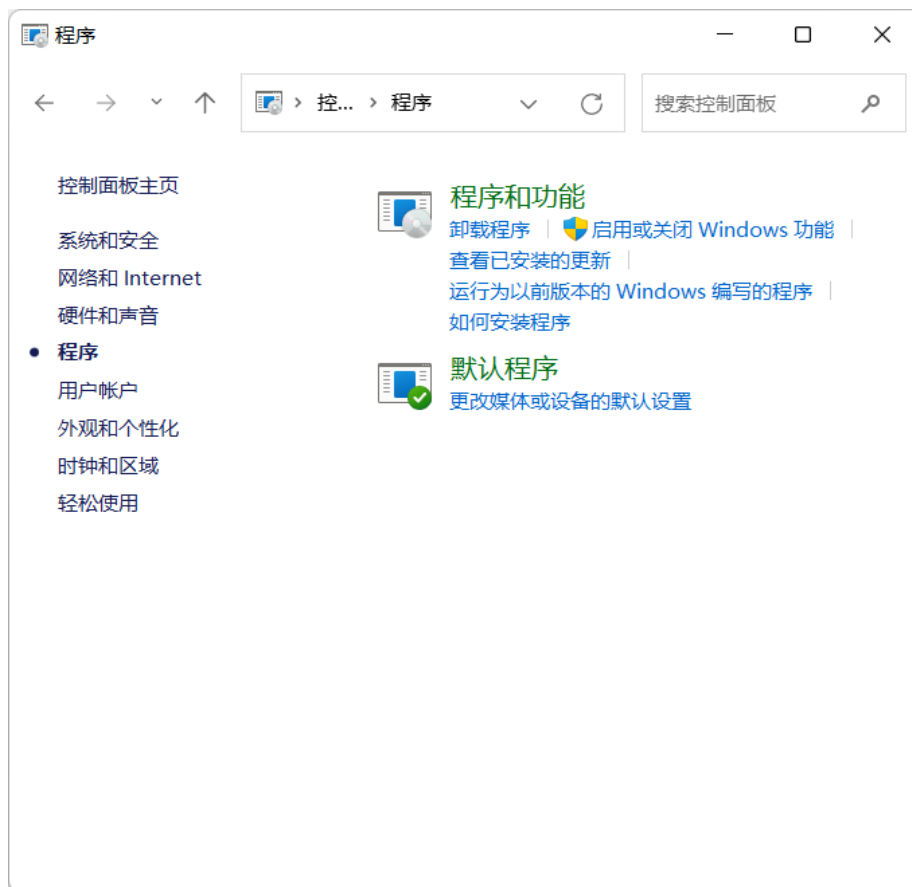 程序
控... 程序
搜索控制面板
控制面板主页
系统和安全
网络和 Internet
硬件和声音
程序
用户帐户
外观和个性化
时钟和区域
轻松使用
程序和功能
卸载程序 启用或关闭 Windows 功能
查看已安装的更新
运行为以前版本的 Windows 编写的程序
如何安装程序
默认程序
更改媒体或设备的默认设置